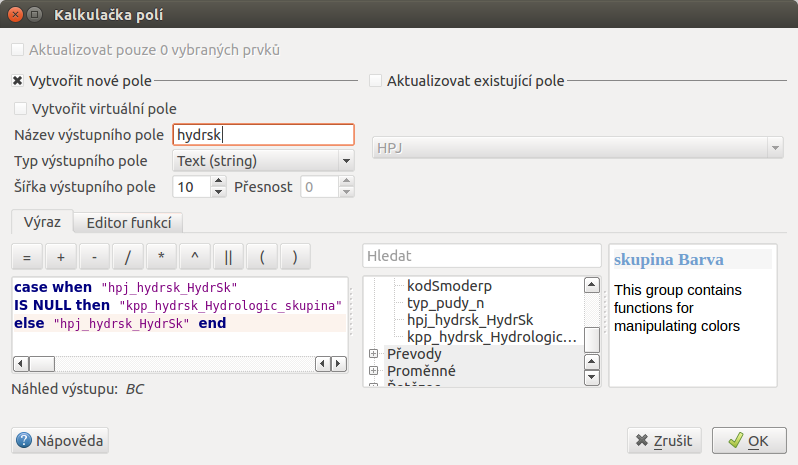 Kalkulačka polí
Aktualizovat pouze 0 vybraných prvků
Vytvořit nové pole
Aktualizovat existující pole
Vytvořit virtuální pole
Název výstupního pole hydrsk
Typ výstupního pole Text (string)
HPJ
Šířka výstupního pole 10 Přesnost 0
Výraz Editor funkcí
= + - / * ^ || ( )
case when "hpj_hydrsk_HydrSk"
IS NULL then "kpp_hydrsk_Hydrologic_skupina"
else "hpj_hydrsk_HydrSk" end
Náhled výstupu: BC
Hledat
kodSmoderp
typ_pudy_n
hpj_hydrsk_HydrSk
kpp_hydrsk_Hydrologic...
Převody
Proměnné
Řetězec
skupina Barva
This group contains
functions for
manipulating colors
Nápověda
Zrušit
OK